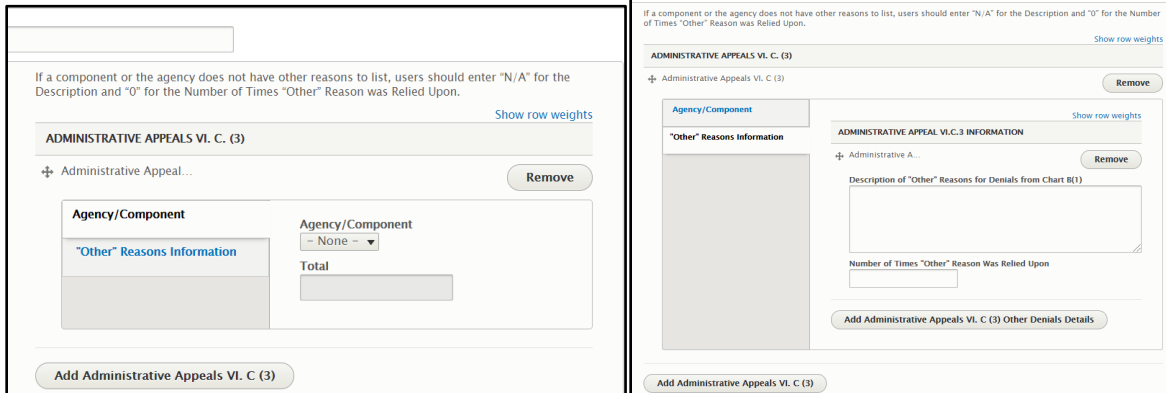 If a component or the agency does not have other reasons to list, users should enter “N/A” for the
Description and “0” for the Number of Times “Other” Reason was Relied Upon.
Show row weights
ADMINISTRATIVE APPEALS VI. C. (3)
Administrative Appeal...
Remove
Agency/Component
"Other" Reasons Information
Agency/Component
- None -
Total
Add Administrative Appeals VI. C (3)
If a component or the agency does not have other reasons to list, users should enter “N/A” for the Description and “0” for the Number
of Times “Other” Reason was Relied Upon.
Show row weights
ADMINISTRATIVE APPEALS VI. C. (3)
Administrative Appeals VI. C (3)
Remove
Agency/Component
"Other" Reasons Information
Show row weights
ADMINISTRATIVE APPEAL VI.C.3 INFORMATION
Administrative A...
Remove
Description of "Other" Reasons for Denials from Chart B(1)
Number of Times "Other" Reason Was Relied Upon
Add Administrative Appeals VI. C (3) Other Denials Details
Add Administrative Appeals VI. C (3)